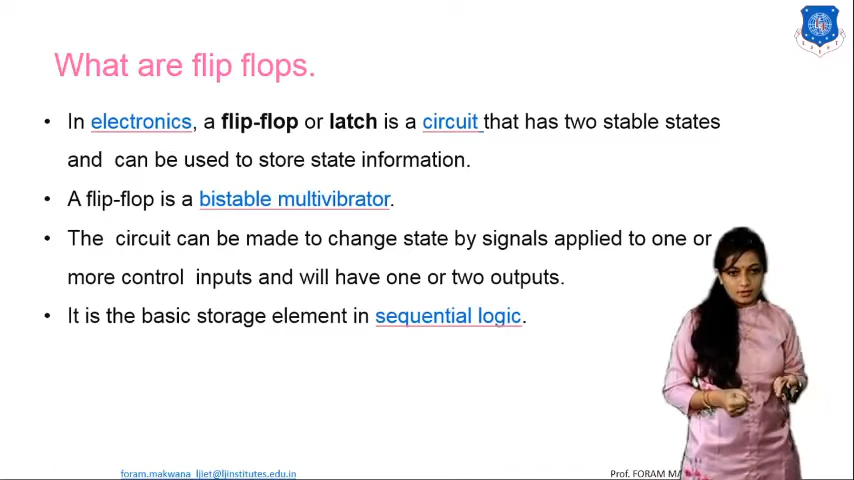 What are flip flops.
• In electronics, a flip-flop or latch is a circuit that has two stable states
and can be used to store state information.
• A flip-flop is a bistable multivibrator.
• The circuit can be made to change state by signals applied to one or
more control inputs and will have one or two outputs.
• It is the basic storage element in sequential logic.
foram.makwana_ljiet@ljinstitutes.edu.in
Prof. FORAM